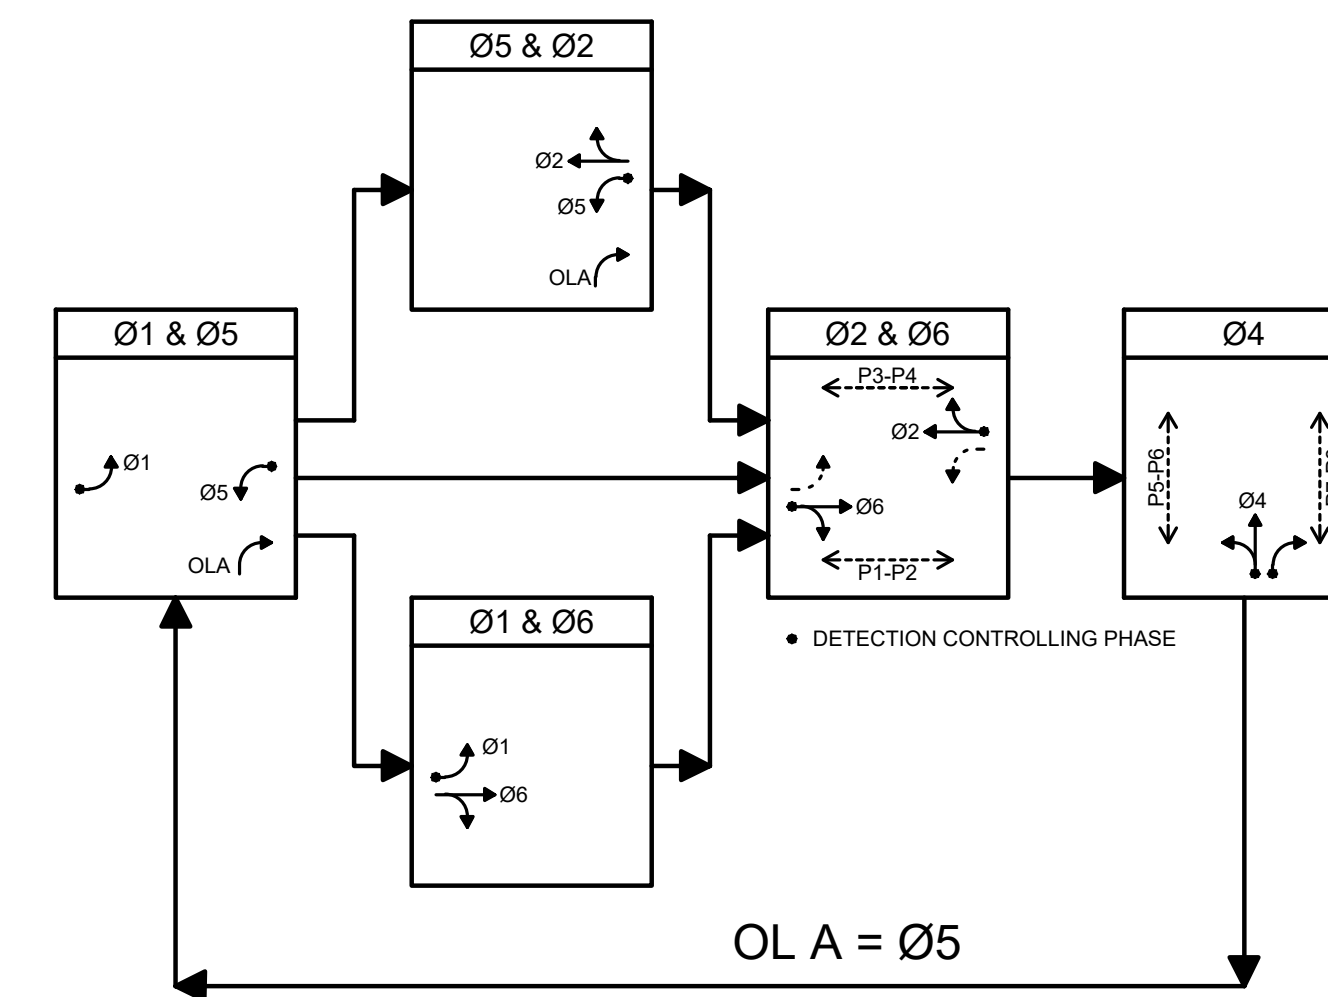 Ø5 & Ø2
Ø2
Ø5
OLA
Ø1 & Ø5
Ø1
Ø5
OLA
Ø2 & Ø6
P3-P4
Ø2
Ø6
P1-P2
Ø4
P5-P6
Ø4
DETECTION CONTROLLING PHASE
Ø1 & Ø6
Ø1
Ø6
OL A = Ø5